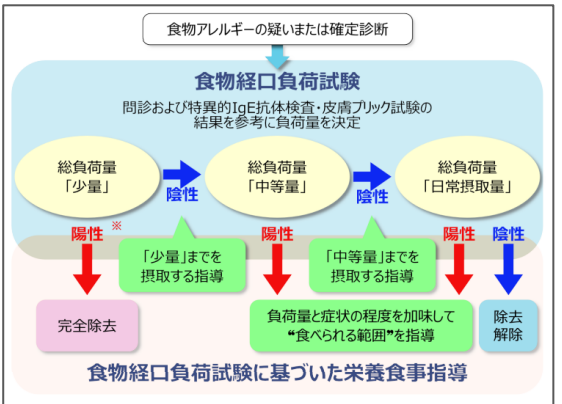 食物アレルギーの疑いまたは確定診断
食物経口負荷試験
問診および特異的IgE抗体検査・皮膚プリック試験の
結果を参考に負荷量を決定
総負荷量
「少量」
陰性
総負荷量
「中等量」
陰性
総負荷量
「日常摂取量」
陽性
※
「少量」までを
摂取する指導
陽性
「中等量」までを
摂取する指導
陽性
陰性
完全除去
負荷量と症状の程度を加味して
“食べられる範囲”を指導
除去
解除
食物経口負荷試験に基づいた栄養食事指導